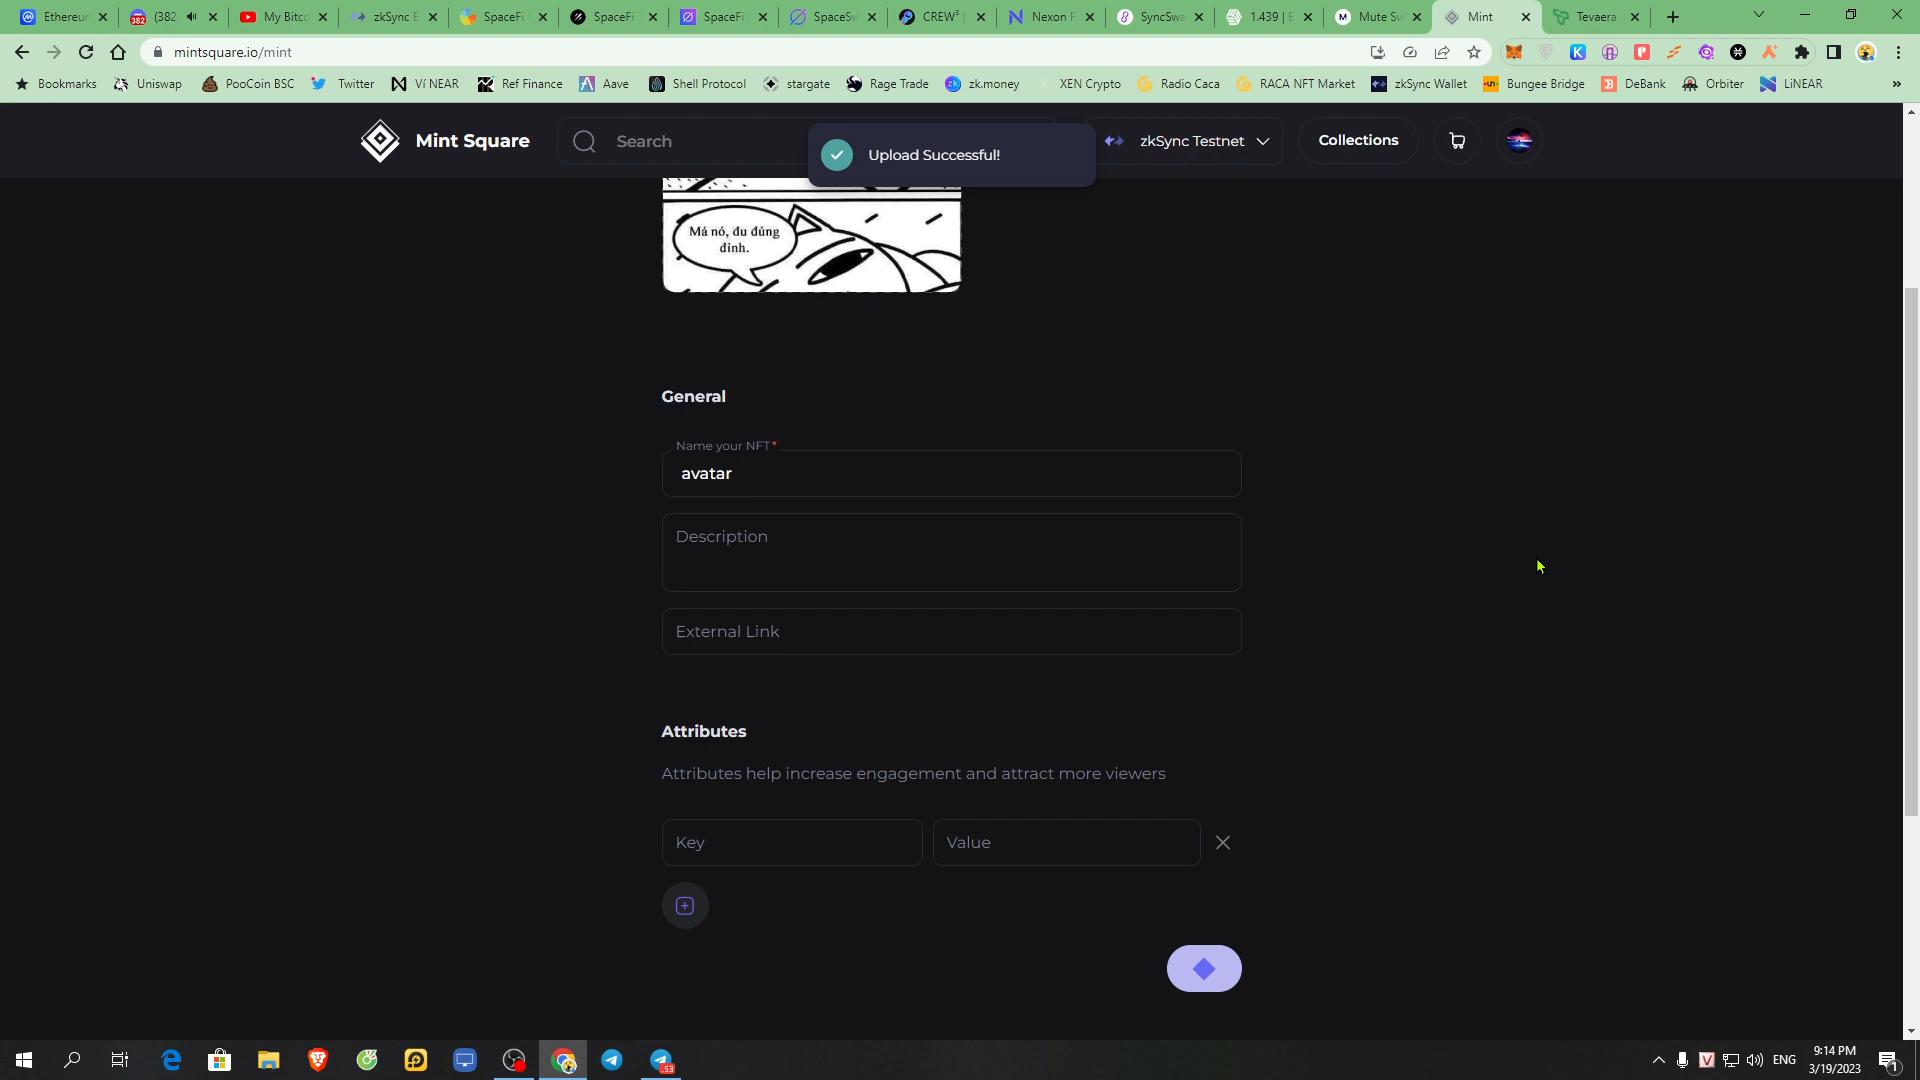 Ethereun
(382
My Bitco
zkSync E
SpaceFi
SpaceFi
SpaceFi
SpaceSw
CREW³
Nexon F
SyncSwa
1.439 | E
Mute Sw
Mint
Tevaera
mintsquare.io/mint
Bookmarks
Uniswap
PooCoin BSC
Twitter
Ví NEAR
Ref Finance
Aave
Shell Protocol
stargate
Rage Trade
zk.money
XEN Crypto
Radio Caca
RACA NFT Market
zkSync Wallet
Bungee Bridge
DeBank
Orbiter
LiNEAR
»
Mint Square
Search
Upload Successful!
zkSync Testnet
Collections
Má nó, đu đúng
đỉnh.
General
Name your NFT*
avatar
Description
External Link
Attributes
Attributes help increase engagement and attract more viewers
Key
Value
53
ENG
9:14 PM
3/19/2023
1